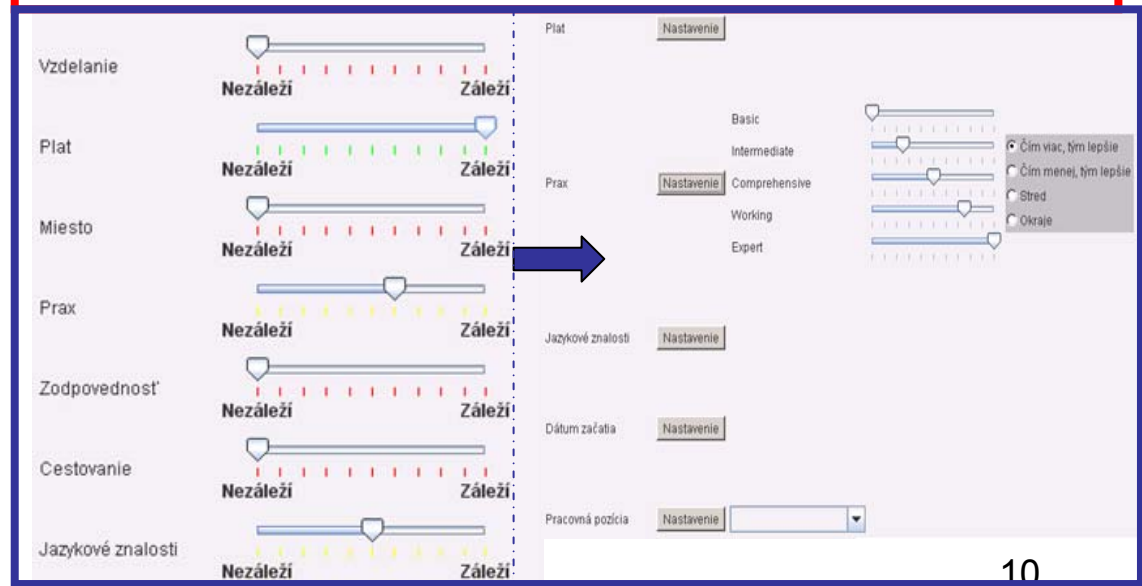 Vzdelanie
Nezáleží Záleží
Plat
Nezáleží Záleží
Miesto
Nezáleží Záleží
Prax
Nezáleží Záleží
Zodpovednosť
Nezáleží Záleží
Cestovanie
Nezáleží Záleží
Jazykové znalosti
Nezáleží Záleží
Plat Nastavenie
Basic
Intermediate
Prax Nastavenie Comprehensive
Working
Expert
Čím viac, tým lepšie
Čím menej, tým lepšie
Stred
Okraje
Jazykové znalosti Nastavenie
Dátum začatia Nastavenie
Pracovná pozícia Nastavenie
10